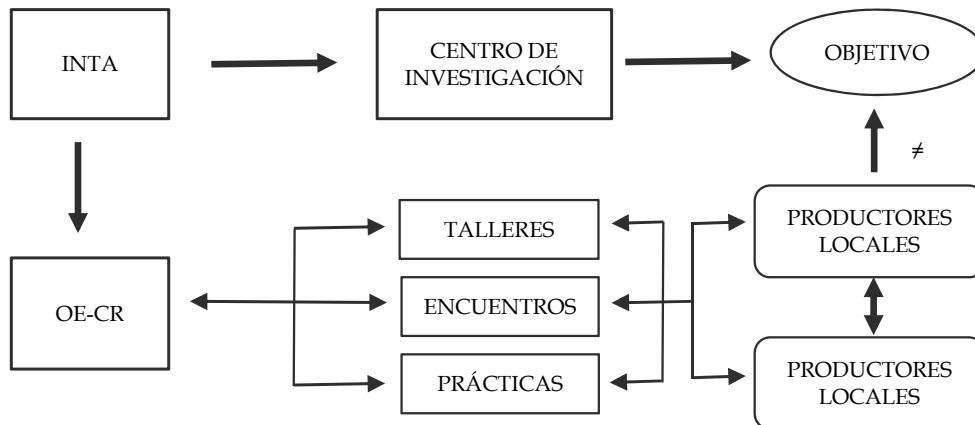 INTA
CENTRO DE
INVESTIGACIÓN
OBJETIVO
≠
TALLERES
PRODUCTORES
LOCALES
OE-CR
ENCUENTROS
PRÁCTICAS
PRODUCTORES
LOCALES